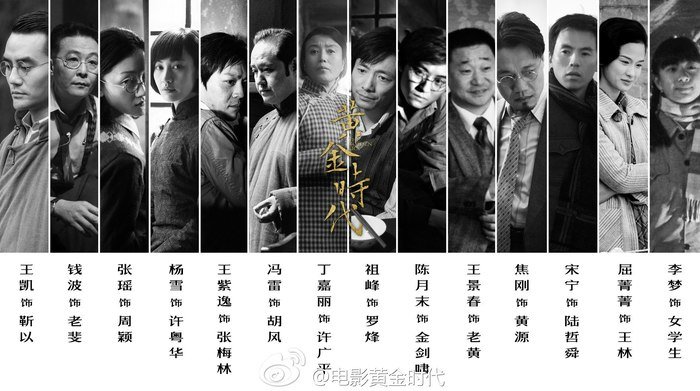 黄金时代
王凯 饰 靳以
钱波 饰 老斐
张瑶 饰 周颖
杨雪 饰 许粤华
王紫逸 饰 张梅林
冯雷 饰 胡风
丁嘉丽 饰 许广平
祖峰 饰 罗烽
陈月末 饰 金剑啸
王景春 饰 老黄
焦刚 饰 黄源
宋宁 饰 陆哲舜
屈菁菁 饰 王林
李梦 饰 女学生
@电影黄金时代